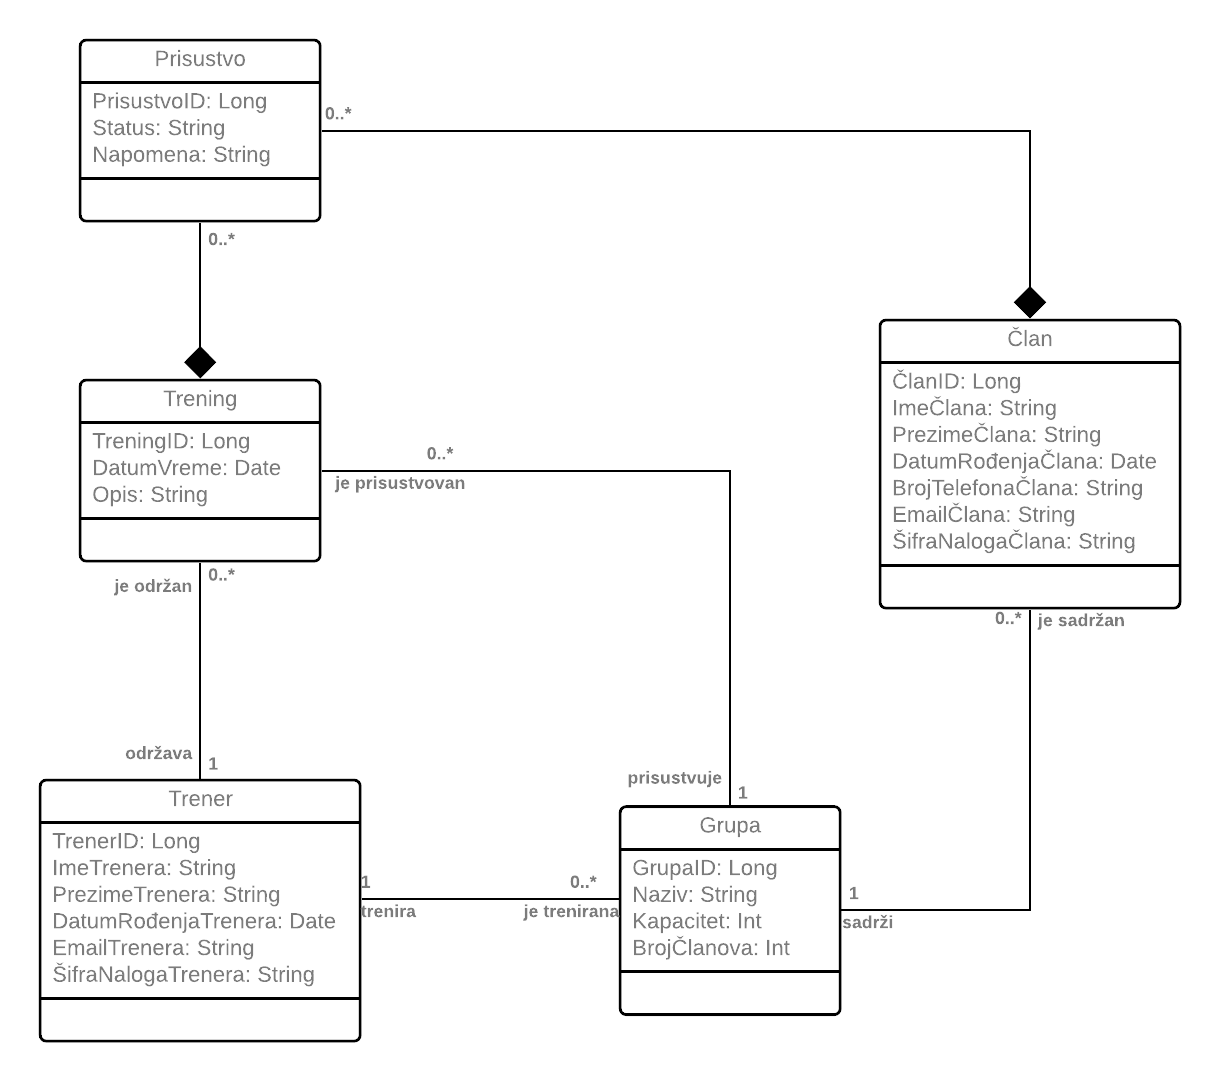 Prisustvo
PrisustvoID: Long
Status: String
Napomena: String
0..*
0..*
Član
ČlanID: Long
ImeČlana: String
PrezimeČlana: String
DatumRođenjaČlana: Date
BrojTelefonaČlana: String
EmailČlana: String
ŠifraNalogaČlana: String
Trening
TreningID: Long
DatumVreme: Date
Opis: String
0..*
je prisustvovan
je održan
0..*
0..*
je sadržan
održava
1
prisustvuje
1
Trener
TrenerID: Long
ImeTrenera: String
PrezimeTrenera: String
DatumRođenjaTrenera: Date
EmailTrenera: String
ŠifraNalogaTrenera: String
1
trenira
0..*
je trenirana
Grupa
GrupaID: Long
Naziv: String
Kapacitet: Int
BrojČlanova: Int
1
sadrži